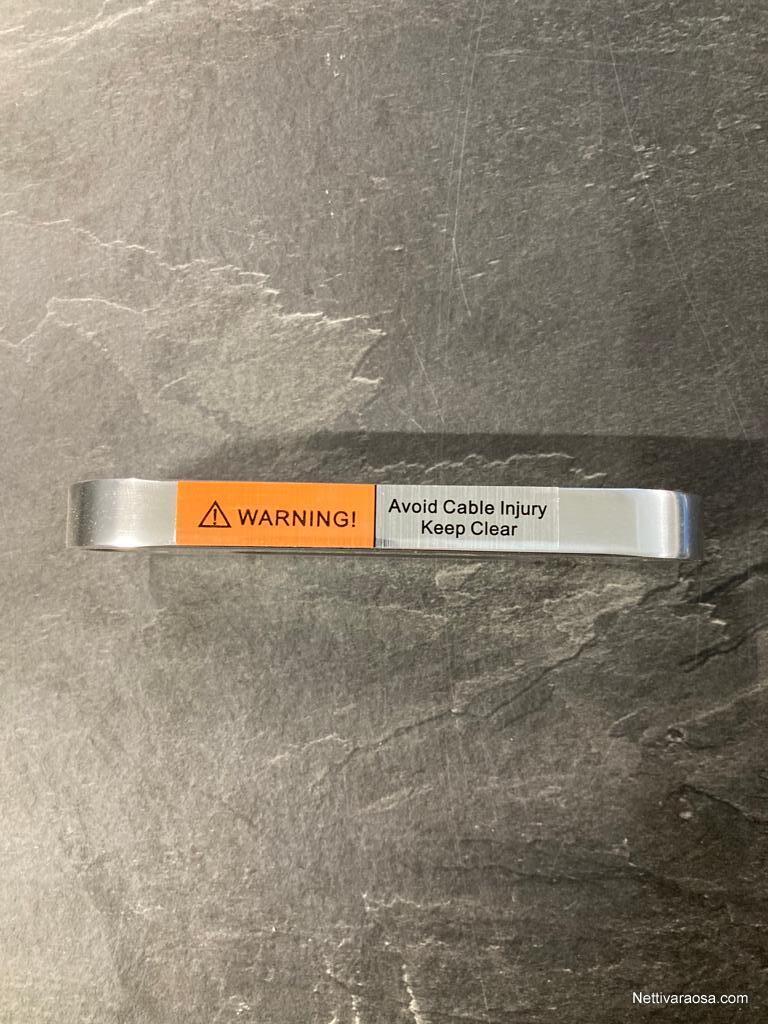 WARNING!
Avoid Cable Injury
Keep Clear
Nettivaraosa.com